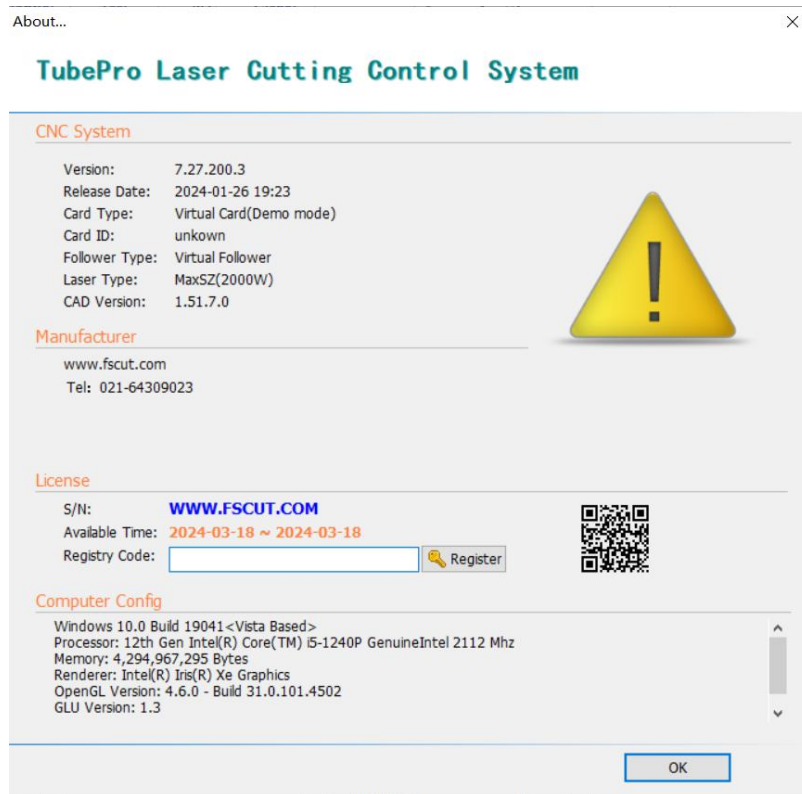 About...
TubePro Laser Cutting Control System
CNC System
Version: 7.27.200.3
Release Date: 2024-01-26 19:23
Card Type: Virtual Card(Demo mode)
Card ID: unkown
Follower Type: Virtual Follower
Laser Type: MaxSZ(2000W)
CAD Version: 1.51.7.0
Manufacturer
www.fscut.com
Tel: 021-64309023
License
S/N: WWW.FSCUT.COM
Available Time: 2024-03-18 ~ 2024-03-18
Registry Code: Register
Computer Config
Windows 10.0 Build 19041<Vista Based>
Processor: 12th Gen Intel(R) Core(TM) i5-1240P GenuineIntel 2112 Mhz
Memory: 4,294,967,295 Bytes
Renderer: Intel(R) Iris(R) Xe Graphics
OpenGL Version: 4.6.0 - Build 31.0.101.4502
GLU Version: 1.3
OK